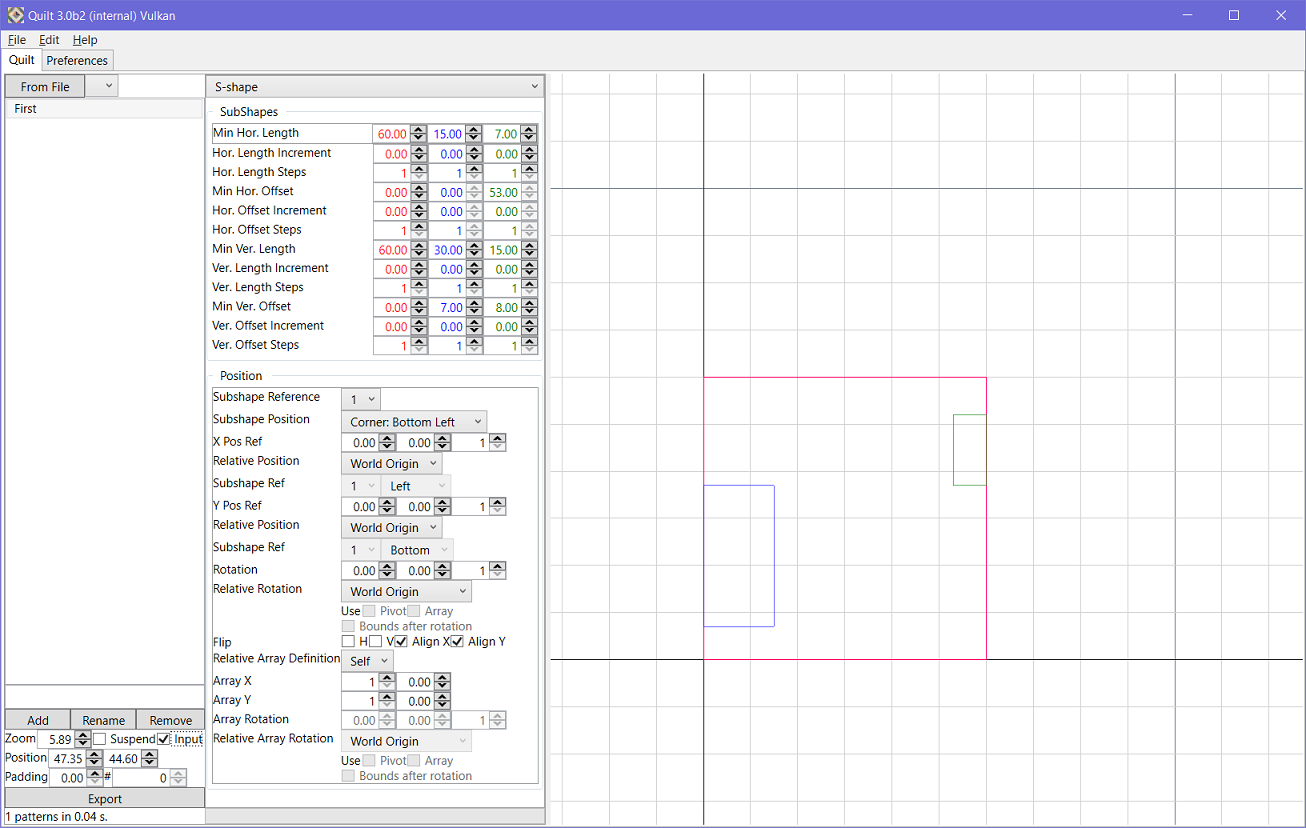 Quilt 3.0b2 (internal) Vulkan
File Edit Help
Quilt Preferences
From File
First
S-shape
SubShapes
Min Hor. Length 60.00 15.00 7.00
Hor. Length Increment 0.00 0.00 0.00
Hor. Length Steps 1 1 1
Min Hor. Offset 0.00 0.00 53.00
Hor. Offset Increment 0.00 0.00 0.00
Hor. Offset Steps 1 1 1
Min Ver. Length 60.00 30.00 15.00
Ver. Length Increment 0.00 0.00 0.00
Ver. Length Steps 1 1 1
Min Ver. Offset 0.00 7.00 8.00
Ver. Offset Increment 0.00 0.00 0.00
Ver. Offset Steps 1 1 1
Position
Subshape Reference 1
Subshape Position Corner: Bottom Left
X Pos Ref 0.00 0.00 1
Relative Position World Origin
Subshape Ref 1 Left
Y Pos Ref 0.00 0.00 1
Relative Position World Origin
Subshape Ref 1 Bottom
Rotation 0.00 0.00 1
Relative Rotation World Origin
Use Pivot Array
Bounds after rotation
Flip H V Align X Align Y
Relative Array Definition Self
Array X 1 0.00
Array Y 1 0.00
Array Rotation 0.00 0.00 1
Relative Array Rotation World Origin
Use Pivot Array
Bounds after rotation
Add Rename Remove
Zoom 5.89 Suspend Input
Position 47.35 44.60
Padding 0.00 # 0
Export
1 patterns in 0.04 s.